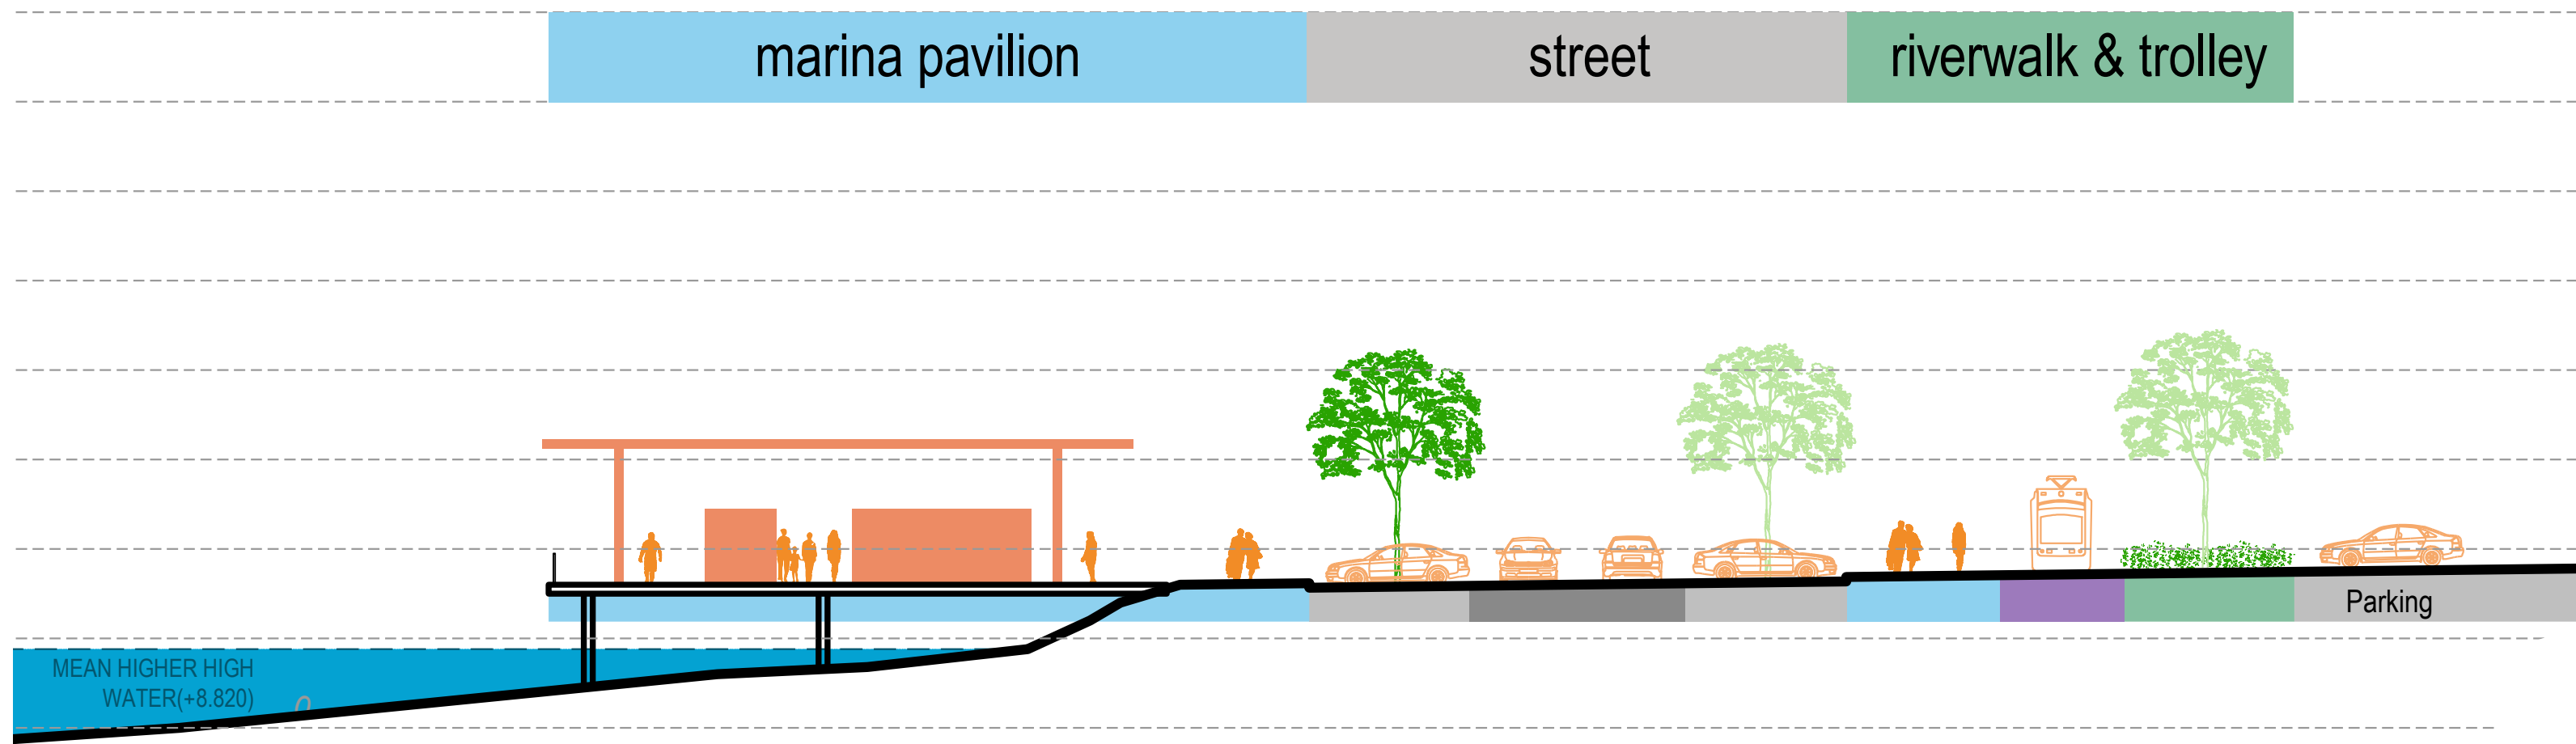 marina pavilion
street
riverwalk & trolley
Parking
MEAN HIGHER HIGH
WATER(+8.820)